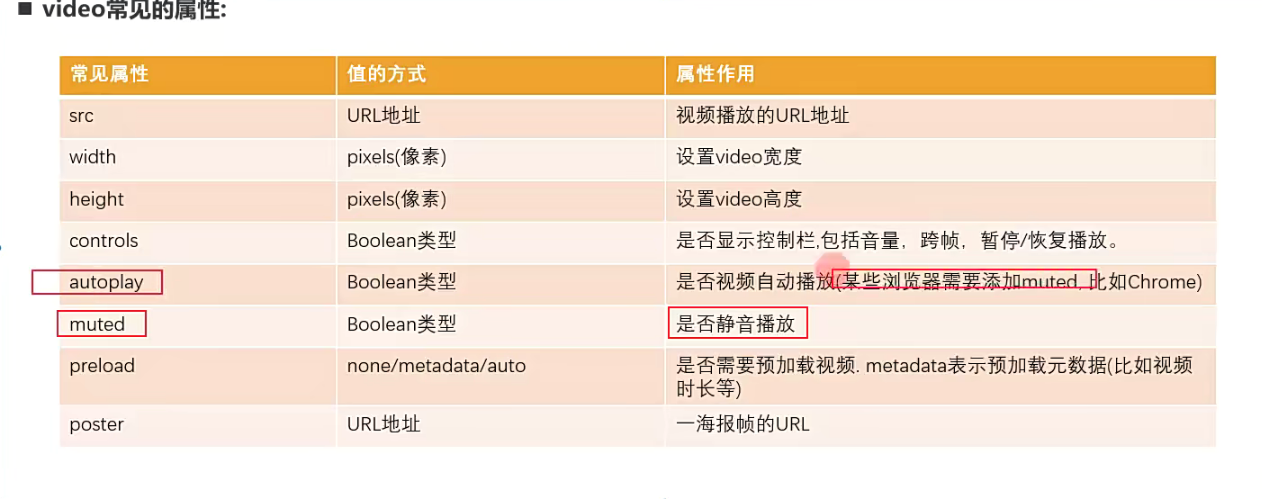 ■ video常见的属性:
常见属性 值的方式 属性作用
src URL地址 视频播放的URL地址
width pixels(像素) 设置video宽度
height pixels(像素) 设置video高度
controls Boolean类型 是否显示控制栏,包括音量，跨帧，暂停/恢复播放。
autoplay Boolean类型 是否视频自动播放(某些浏览器需要添加muted, 比如Chrome)
muted Boolean类型 是否静音播放
preload none/metadata/auto 是否需要预加载视频. metadata表示预加载元数据(比如视频
时长等)
poster URL地址 一海报帧的URL